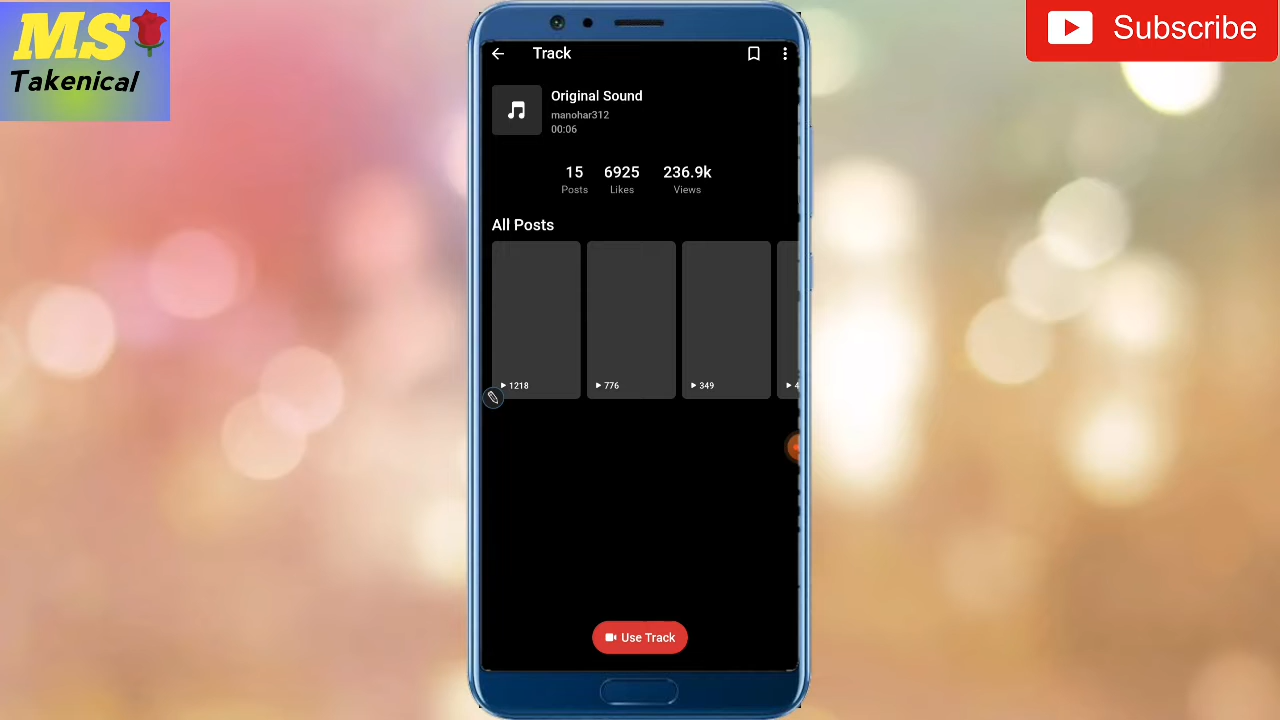 MS
Takenical
Subscribe
Track
Original Sound
manohar312
00:06
15
Posts
6925
Likes
236.9k
Views
All Posts
1218
776
349
4
Use Track